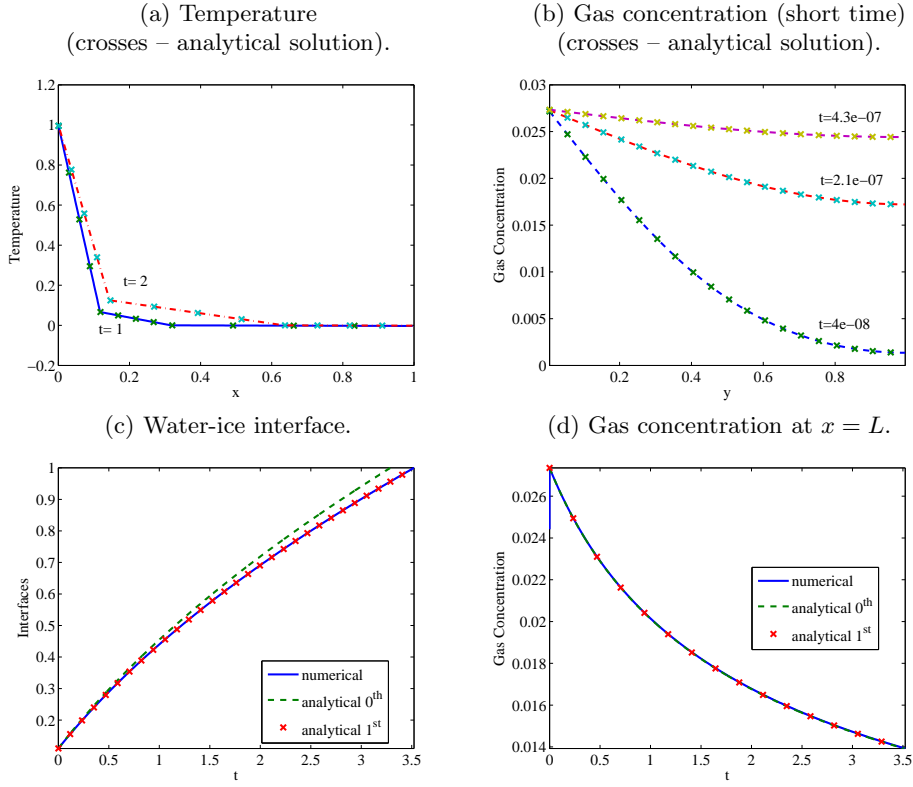 (a) Temperature
(crosses – analytical solution).
1.2
1
0.8
0.6
0.4
0.2
0
−0.2
Temperature
t= 2
t= 1
0
0.2
0.4
0.6
0.8
1
x
(b) Gas concentration (short time)
(crosses – analytical solution).
0.03
0.025
0.02
0.015
0.01
0.005
0
Gas Concentration
t=4.3e−07
t=2.1e−07
t=4e−08
0.2
0.4
0.6
0.8
y
(c) Water-ice interface.
1
0.9
0.8
0.7
0.6
0.5
0.4
0.3
0.2
Interfaces
numerical
analytical 0th
analytical 1st
0
0.5
1
1.5
2
2.5
3
3.5
t
(d) Gas concentration at x = L.
0.026
0.024
0.022
0.02
0.018
0.016
0.014
Gas Concentration
numerical
analytical 0th
analytical 1st
0
0.5
1
1.5
2
2.5
3
3.5
t